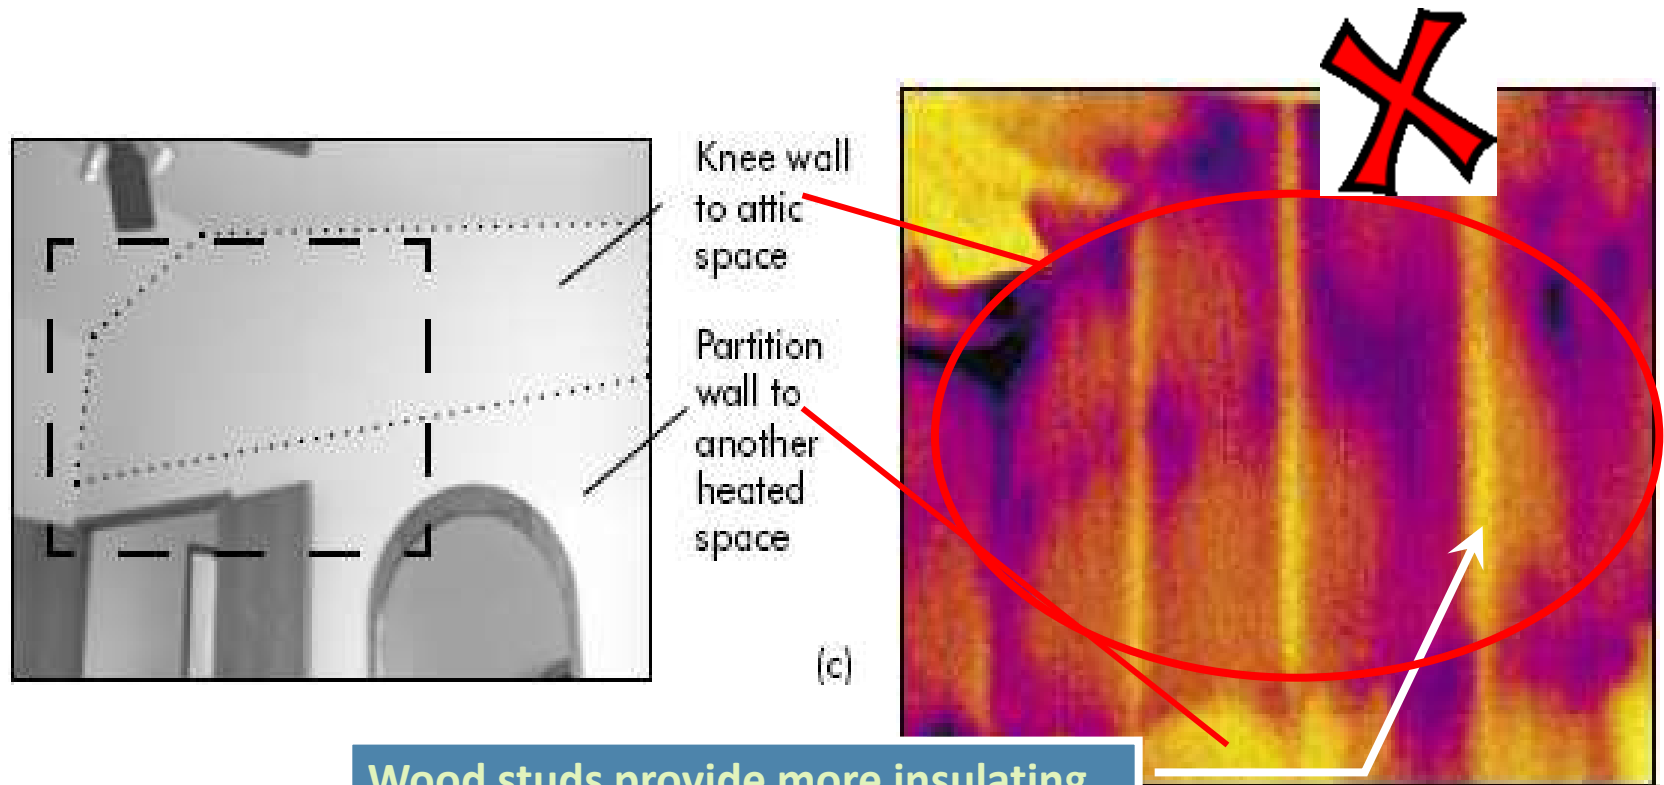 Knee wall
to attic
space
Partition
wall to
another
heated
space
(c)
Wood studs provide more insulating